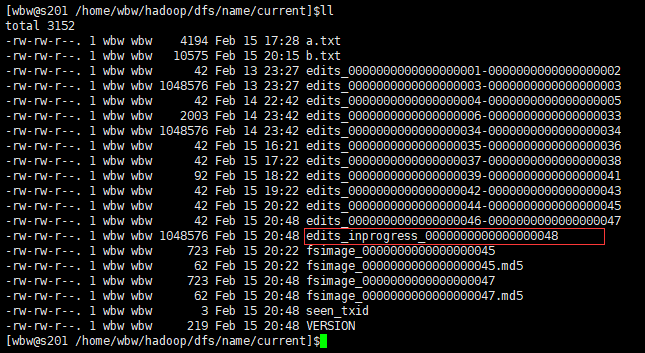 [wbw@s201 /home/wbw/hadoop/dfs/name/current]$ll
total 3152
-rw-rw-r--. 1 wbw wbw 4194 Feb 15 17:28 a.txt
-rw-rw-r--. 1 wbw wbw 10575 Feb 15 20:15 b.txt
-rw-rw-r--. 1 wbw wbw 42 Feb 13 23:27 edits_0000000000000000001-0000000000000000002
-rw-rw-r--. 1 wbw wbw 1048576 Feb 13 23:27 edits_0000000000000000003-0000000000000000003
-rw-rw-r--. 1 wbw wbw 42 Feb 14 22:42 edits_0000000000000000004-0000000000000000005
-rw-rw-r--. 1 wbw wbw 2003 Feb 14 23:42 edits_0000000000000000006-0000000000000000033
-rw-rw-r--. 1 wbw wbw 1048576 Feb 14 23:42 edits_0000000000000000034-0000000000000000034
-rw-rw-r--. 1 wbw wbw 42 Feb 15 16:21 edits_0000000000000000035-0000000000000000036
-rw-rw-r--. 1 wbw wbw 42 Feb 15 17:22 edits_0000000000000000037-0000000000000000038
-rw-rw-r--. 1 wbw wbw 92 Feb 15 18:22 edits_0000000000000000039-0000000000000000041
-rw-rw-r--. 1 wbw wbw 42 Feb 15 19:22 edits_0000000000000000042-0000000000000000043
-rw-rw-r--. 1 wbw wbw 42 Feb 15 20:22 edits_0000000000000000044-0000000000000000045
-rw-rw-r--. 1 wbw wbw 42 Feb 15 20:48 edits_0000000000000000046-0000000000000000047
-rw-rw-r--. 1 wbw wbw 1048576 Feb 15 20:48 edits_inprogress_0000000000000000048
-rw-rw-r--. 1 wbw wbw 723 Feb 15 20:22 fsimage_0000000000000000045
-rw-rw-r--. 1 wbw wbw 62 Feb 15 20:22 fsimage_0000000000000000045.md5
-rw-rw-r--. 1 wbw wbw 723 Feb 15 20:48 fsimage_0000000000000000047
-rw-rw-r--. 1 wbw wbw 62 Feb 15 20:48 fsimage_0000000000000000047.md5
-rw-rw-r--. 1 wbw wbw 3 Feb 15 20:48 seen_txid
-rw-rw-r--. 1 wbw wbw 219 Feb 15 20:48 VERSION
[wbw@s201 /home/wbw/hadoop/dfs/name/current]$